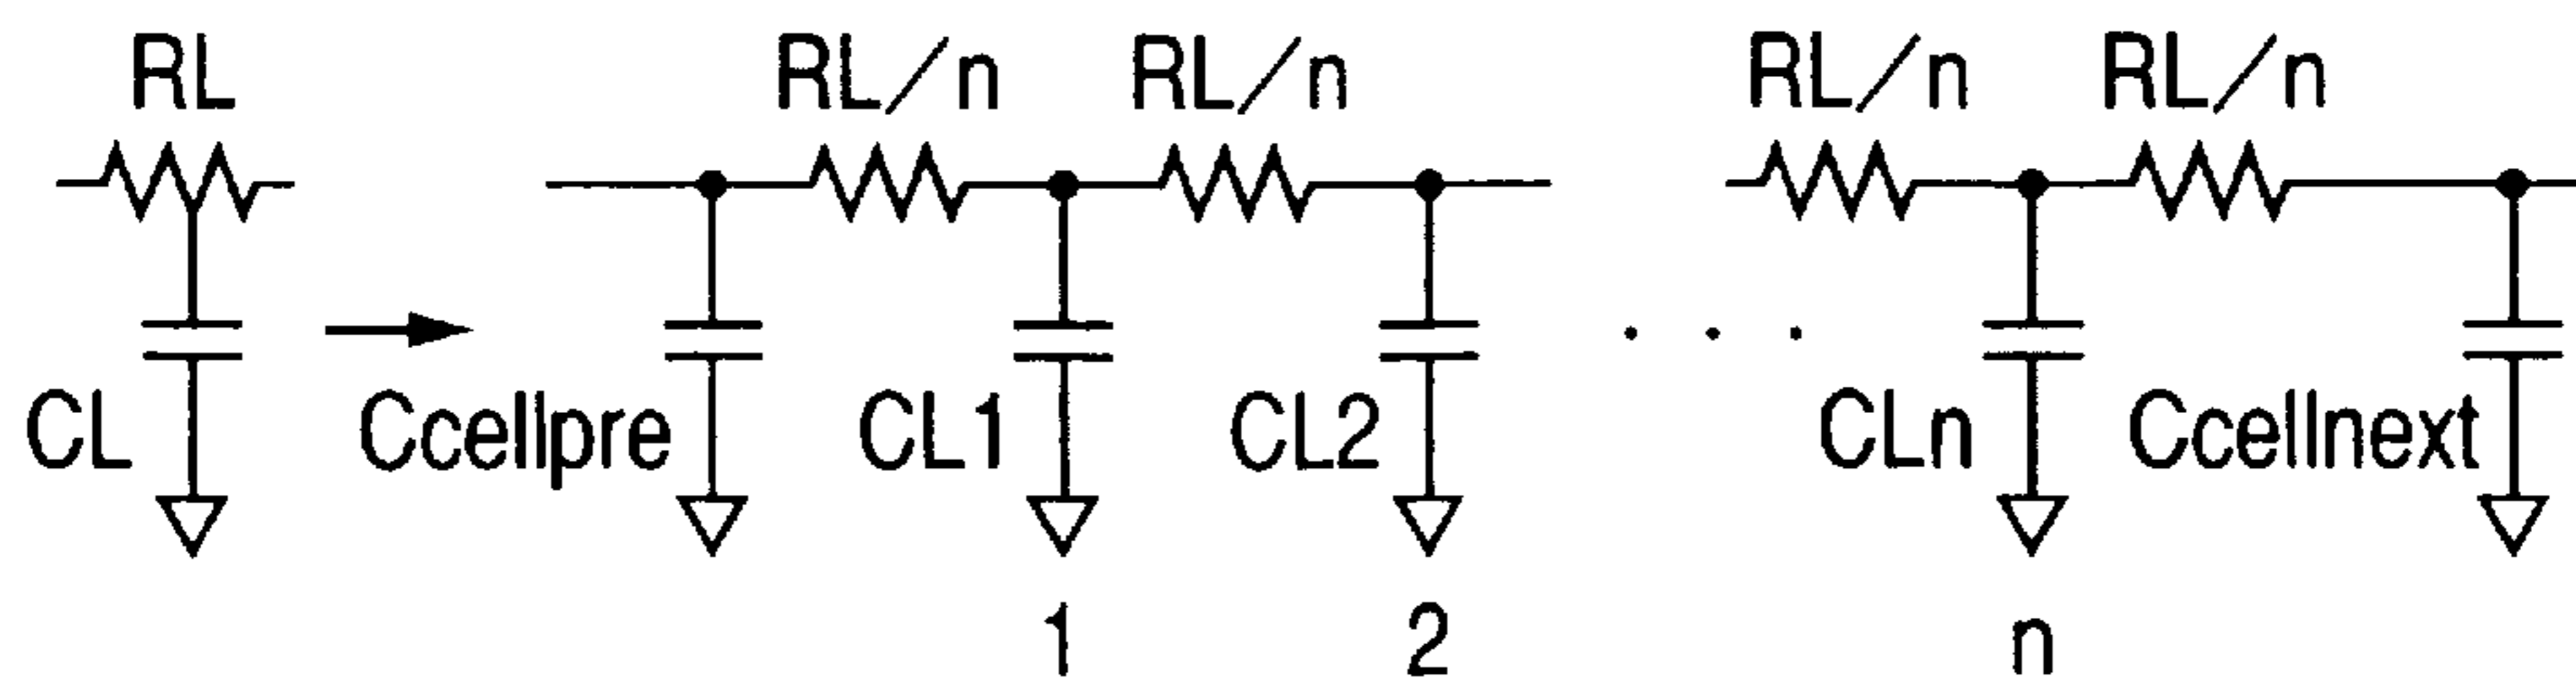 RL RL/n RL/n RL/n RL/n
CL Ccellpre CL1 CL2 CLn Ccellnext
1 2 n